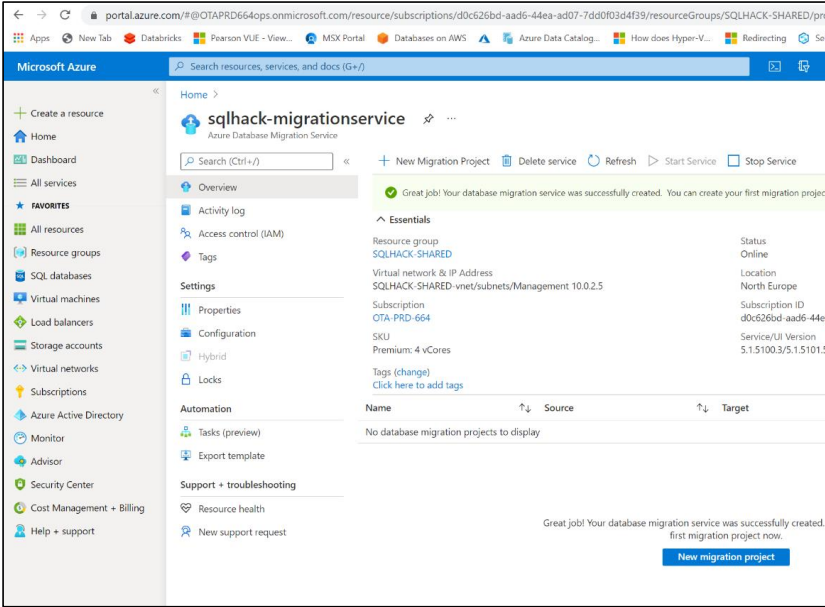 portal.azure.com/#@OTAPRD664ops.onmicrosoft.com/resource/subscriptions/d0c626bd-aad6-44ea-ad07-7dd0f03d4f39/resourceGroups/SQLHACK-SHARED/pro
Apps New Tab Databricks Pearson VUE - View... MSX Portal Databases on AWS Azure Data Catalog... How does Hyper-V... Redirecting Se
Microsoft Azure
Search resources, services, and docs (G+/)
Create a resource
Home
Dashboard
All services
FAVORITES
All resources
Resource groups
SQL databases
Virtual machines
Load balancers
Storage accounts
Virtual networks
Subscriptions
Azure Active Directory
Monitor
Advisor
Security Center
Cost Management + Billing
Help + support
Home >
sqlhack-migrationservice
Azure Database Migration Service
Search (Ctrl+/)
Overview
Activity log
Access control (IAM)
Tags
Settings
Properties
Configuration
Hybrid
Locks
Automation
Tasks (preview)
Export template
Support + troubleshooting
Resource health
New support request
New Migration Project Delete service Refresh Start Service Stop Service
Great job! Your database migration service was successfully created. You can create your first migration projec
Essentials
Resource group
SQLHACK-SHARED
Virtual network & IP Address
SQLHACK-SHARED-vnet/subnets/Management 10.0.2.5
Subscription
OTA-PRD-664
SKU
Premium: 4 vCores
Tags (change)
Click here to add tags
Status
Online
Location
North Europe
Subscription ID
d0c626bd-aad6-44e
Service/UI Version
5.1.5100.3/5.1.5101.5
Name Source Target
No database migration projects to display
Great job! Your database migration service was successfully created.
first migration project now.
New migration project